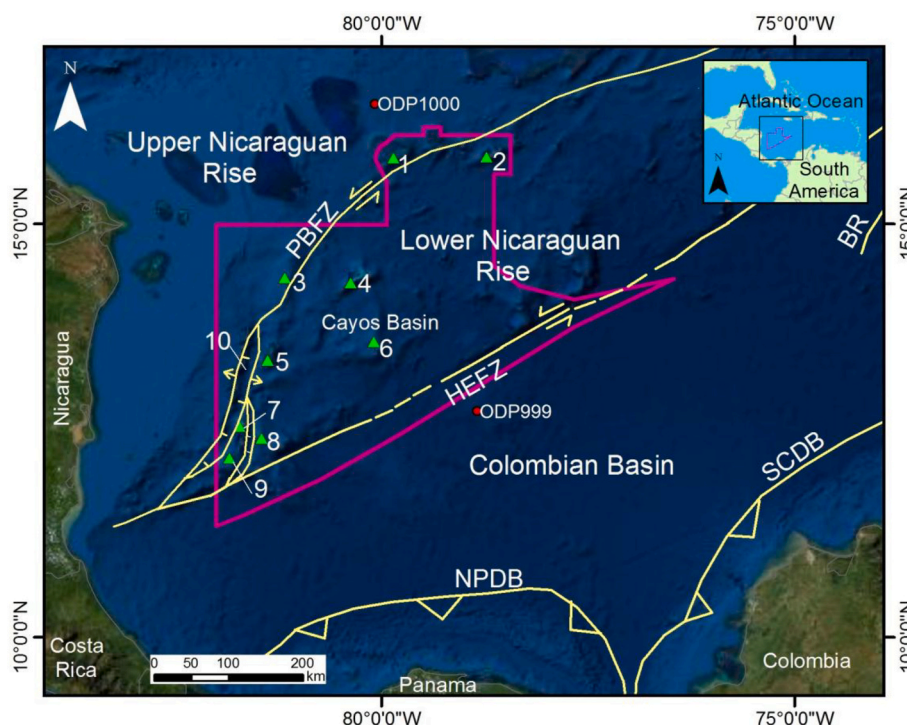 80°0'0"W
75°0'0"W
N
ODP1000
Atlantic Ocean
Upper Nicaraguan
Rise
1
2
N
South
America
15°0'0"N
15°0'0"N
PBFZ
BR
Lower Nicaraguan
Rise
3
4
Cayos Basin
10
6
5
Nicaragua
HEFZ
ODP999
7
8
Colombian Basin
9
SCDB
NPDB
10°0'0"N
10°0'0"N
Costa
Rica
0 50 100 200
km
Colombia
Panama
80°0'0"W
75°0'0"W